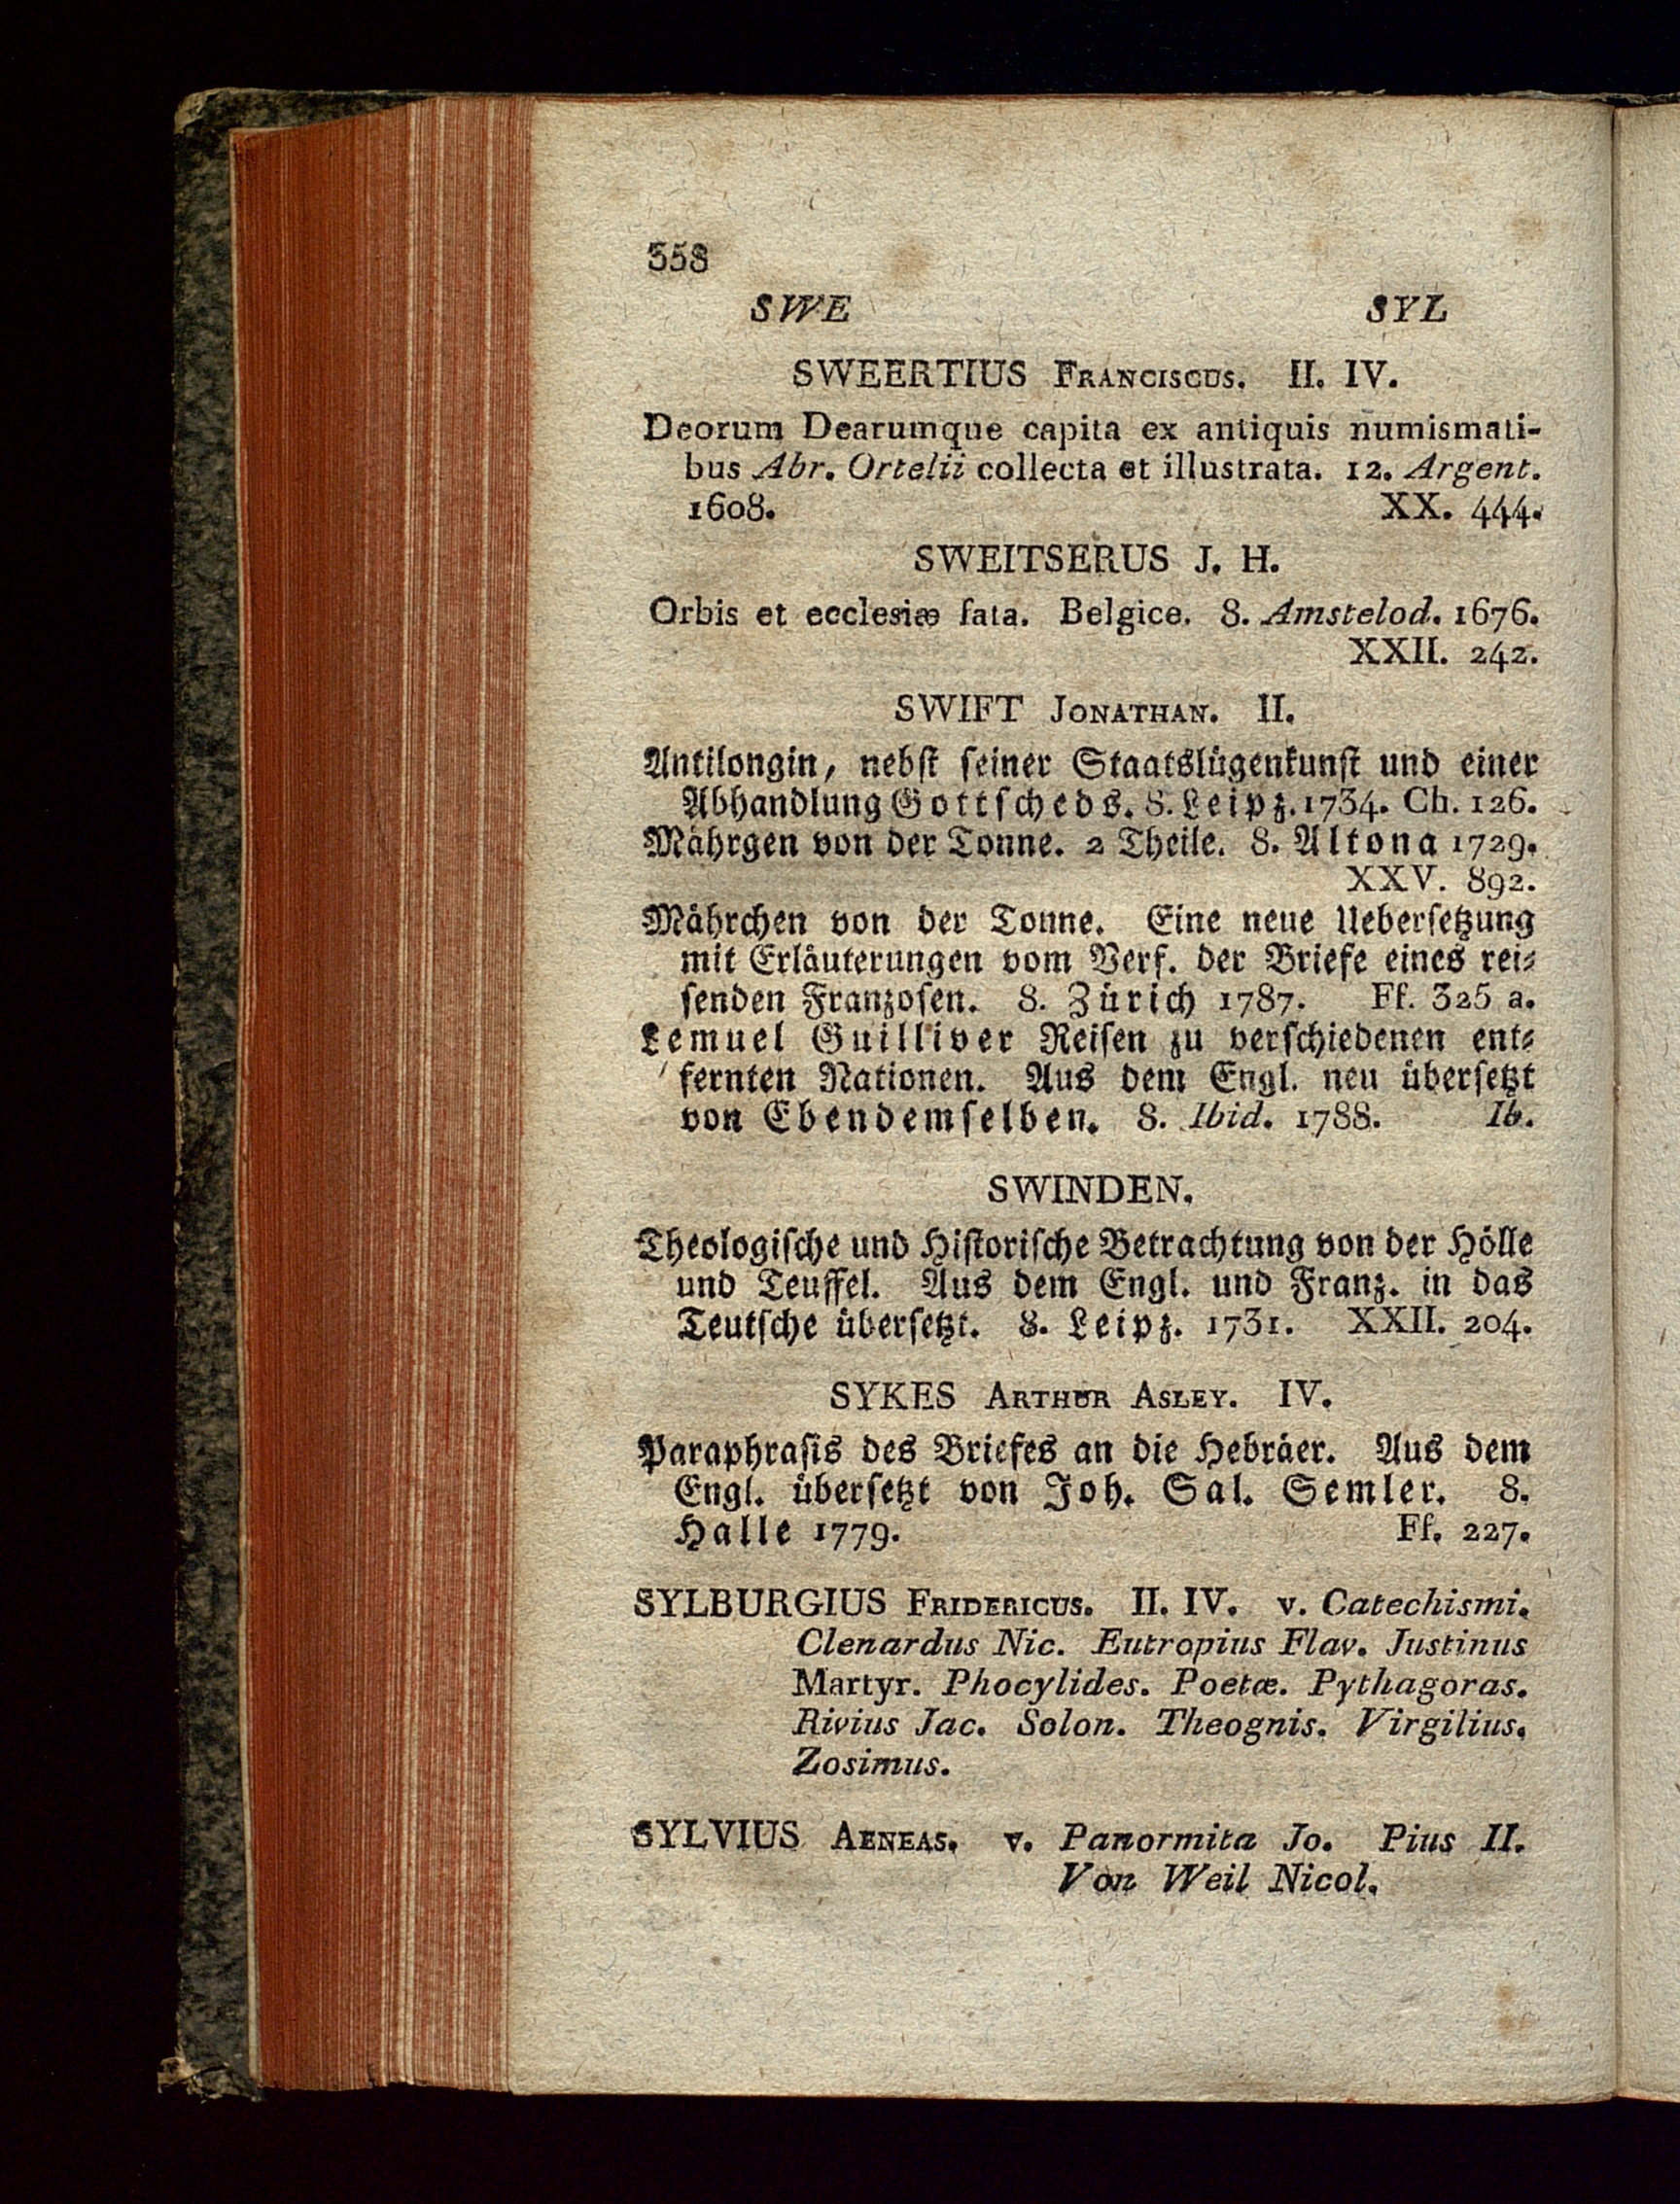 358
SWE SYL
SWEERTIUS FRANCISCUS. II. IV.
Deorum Dearumque capita ex antiquis numismati-
bus Abr. Ortelii collecta et illustrata. 12. Argent.
1608. XX. 444.
SWEITSERUS J. H.
Orbis et ecclesiæ fata. Belgice. 8. Amstelod. 1676.
XXII. 242.
SWIFT JONATHAN. II.
Antilongin, nebst seiner Staatslügenkunst und einer
Abhandlung Gottscheds. 8. Leipz. 1734. Ch. 126.
Mährgen von der Tonne. 2 Theile. 8. Altona 1729.
XXV. 892.
Mährchen von der Tonne. Eine neue Uebersetzung
mit Erläuterungen vom Verf. der Briefe eines rei-
senden Franzosen. 8. Zürich 1787. Ff. 325 a.
Lemuel Guilliver Reisen zu verschiedenen ent-
fernten Nationen. Aus dem Engl. neu übersetzt
von Ebendemselben. 8. Ibid. 1788. Ib.
SWINDEN.
Theologische und Historische Betrachtung von der Hölle
und Teuffel. Aus dem Engl. und Franz. in das
Teutsche übersetzt. 8. Leipz. 1731. XXII. 204.
SYKES ARTHUR ASLEY. IV.
Paraphrasis des Briefes an die Hebräer. Aus dem
Engl. übersetzt von Joh. Sal. Semler. 8.
Halle 1779. Ff. 227.
SYLBURGIUS FRIDERICUS. II. IV. v. Catechismi.
Clenardus Nic. Eutropius Flav. Justinus
Martyr. Phocylides. Poetæ. Pythagoras.
Rivius Jac. Solon. Theognis. Virgilius.
Zosimus.
SYLVIUS AENEAS. v. Panormita Jo. Pius II.
Von Weil Nicol.